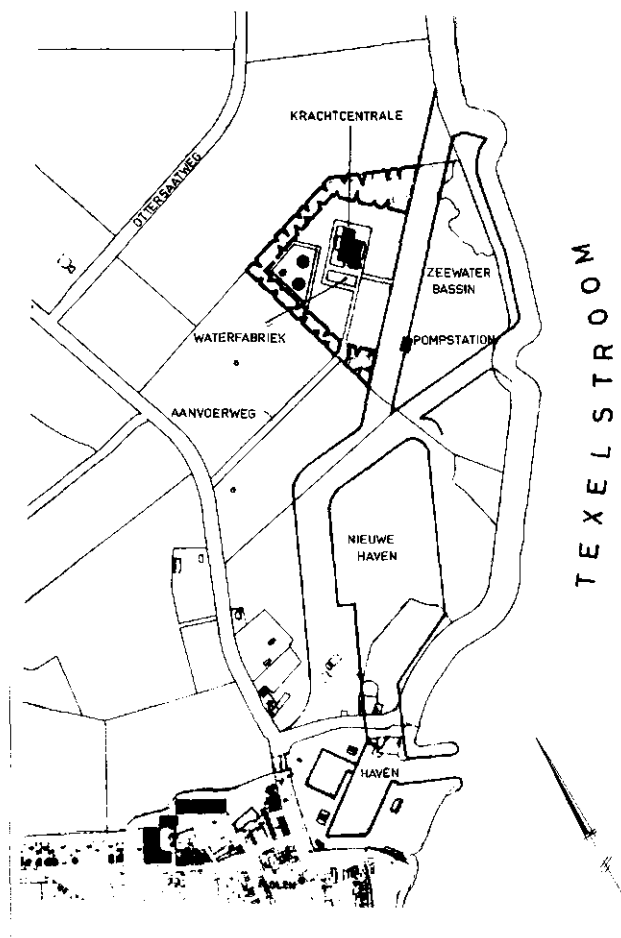 KRACHTCENTRALE
OTTERSAATWEG
ZEEWATER
BASSIN
WATERFABRIEK
POMPSTATION
AANVOERWEG
TEXELSTROOM
NIEUWE
HAVEN
HAVEN